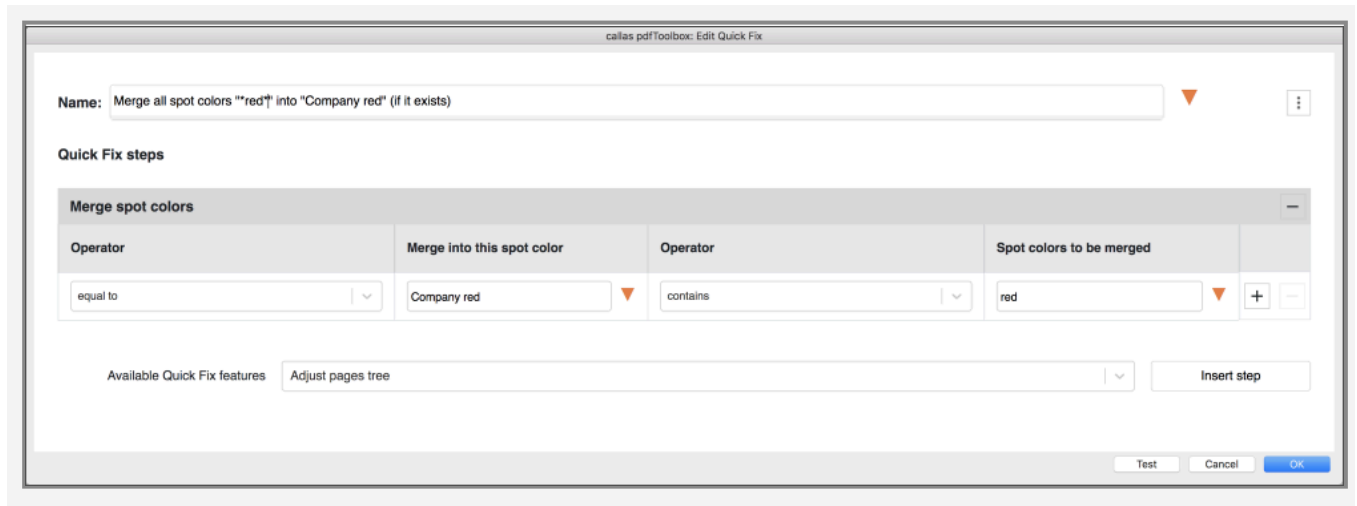 callas pdfToolbox: Edit Quick Fix
Name: Merge all spot colors "*red*" into "Company red" (if it exists)
Quick Fix steps
Merge spot colors
Operator Merge into this spot color Operator Spot colors to be merged
equal to Company red contains red
Available Quick Fix features Adjust pages tree Insert step
Test Cancel OK